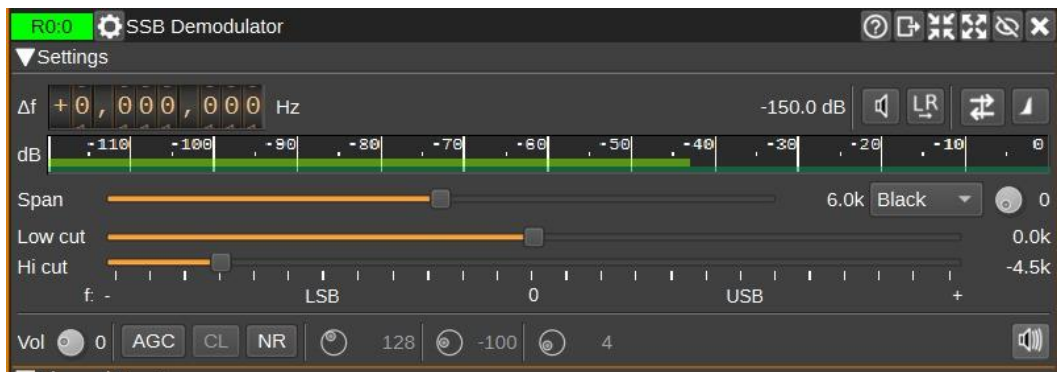 R0:0 SSB Demodulator
Settings
Δf +0,000,000 Hz -150.0 dB LR
dB -110 -100 -90 -80 -70 -60 -50 -40 -30 -20 -10 0
Span 6.0k Black 0
Low cut 0.0k
Hi cut -4.5k
f: - LSB 0 USB +
Vol 0 AGC CL NR 128 -100 4